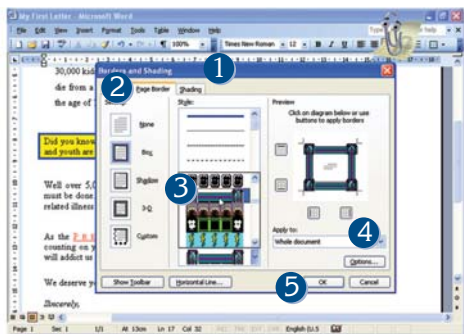 My First Letter - Microsoft Word
File Edit View Insert Format Tools Table Window Help
100% Times New Roman 12 B I U
30,000 kid
die from a
the age of
Did you know
and youth are
Well over 5,0
must be done
related illness
As the
counting on y
will addict us
We deserve y
Sincerely,
Borders and Shading
1
2
Page Border Shading
None
Box
Shadow
3-D
Custom
Style:
3
Preview
Click on diagram below or use
buttons to apply borders
Apply to:
4
Whole document
Options...
Show Toolbar Horizontal Line...
5
OK Cancel
Page 1 Sec 1 1/1 At 13cm Ln 17 Col 32 REC TRK EXT OVR English (U.S